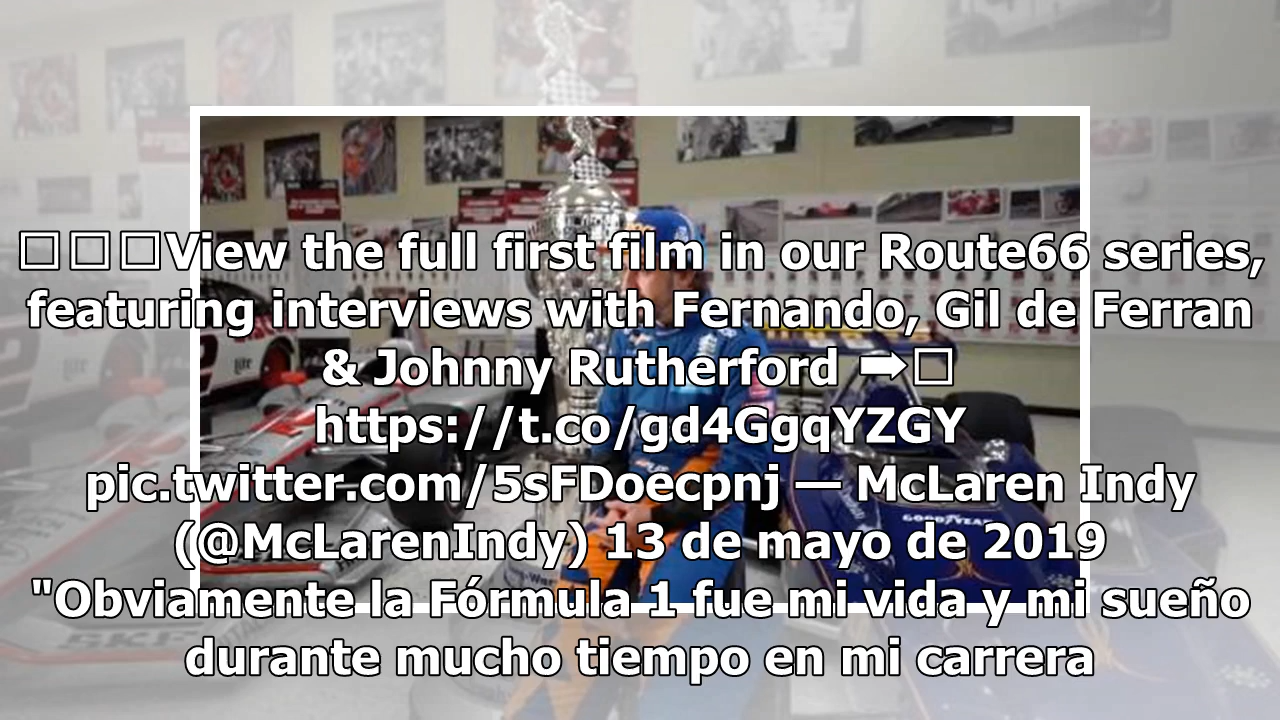 □□□View the full first film in our Route66 series,
featuring interviews with Fernando, Gil de Ferran
& Johnny Rutherford ➡□
https://t.co/gd4GgqYZGY
pic.twitter.com/5sFDoecpnj — McLaren Indy
(@McLarenIndy) 13 de mayo de 2019
"Obviamente la Fórmula 1 fue mi vida y mi sueño
durante mucho tiempo en mi carrera
GOODYEAR
SKF